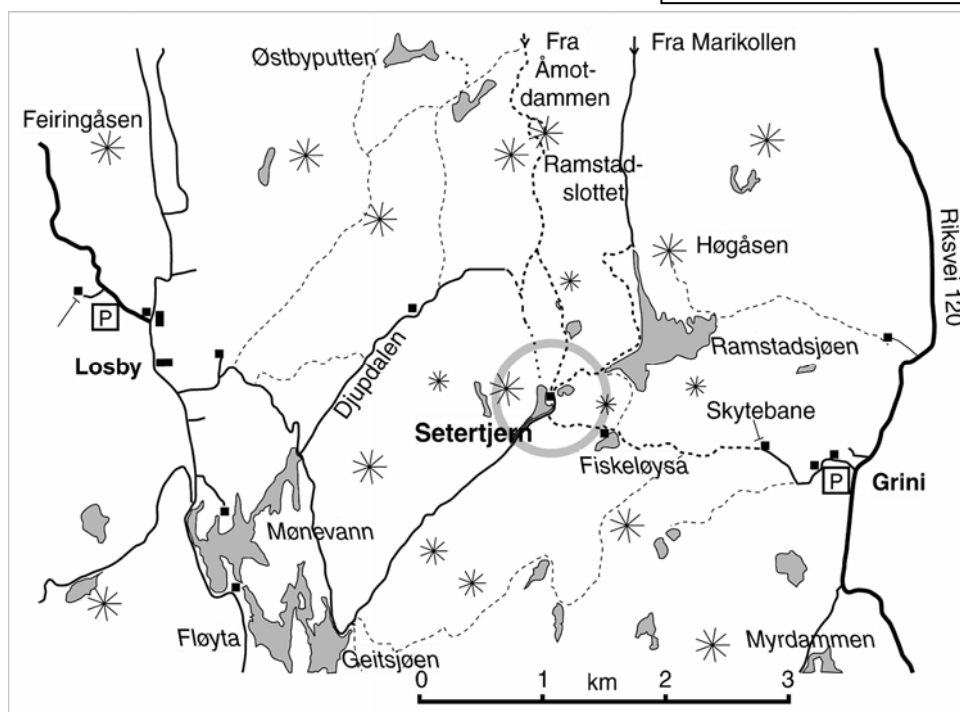 Østbyputten
Fra
Åmot-
dammen
Fra Marikollen
Feiringåsen
Ramstad-
slottet
Høgåsen
Riksvei 120
P
Losby
Djupdalen
Ramstadsjøen
Setertjern
Skytebane
Fiskeløysa
P
Grini
Mønevann
Fløyta
Geitsjøen
Myrdammen
0 1 km 2 3